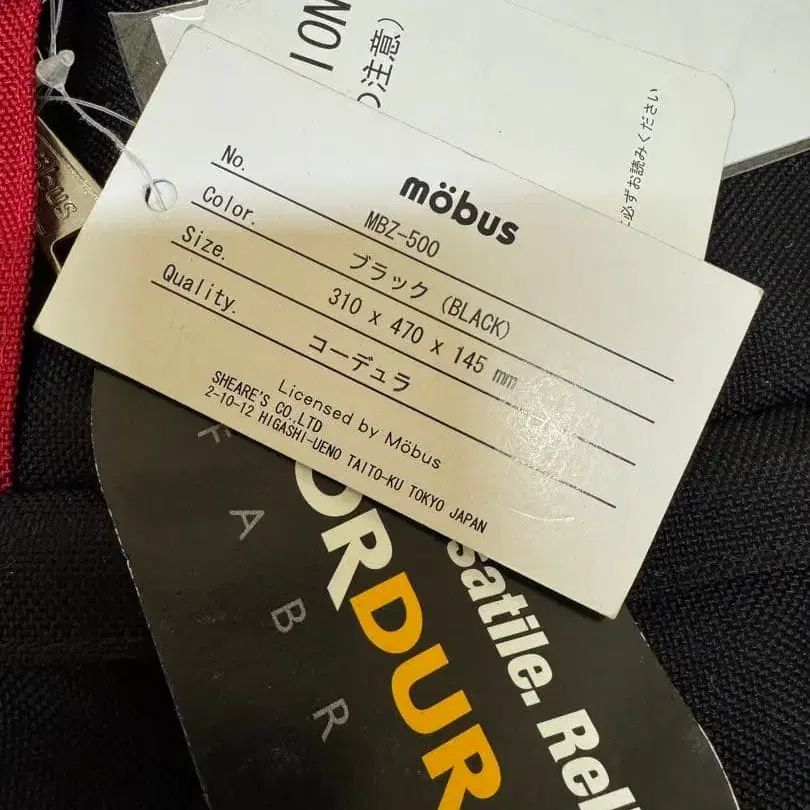 möbus
No. MBZ-500
Color. ブラック (BLACK)
Size. 310 x 470 x 145 mm
Quality. コーデュラ
Licensed by Möbus
SHEARE'S CO.,LTD
2-10-12 HIGASHI-UENO TAITO-KU TOKYO JAPAN
の注意)
必ずお読みください
ORDUR
FABR
satile. Rel